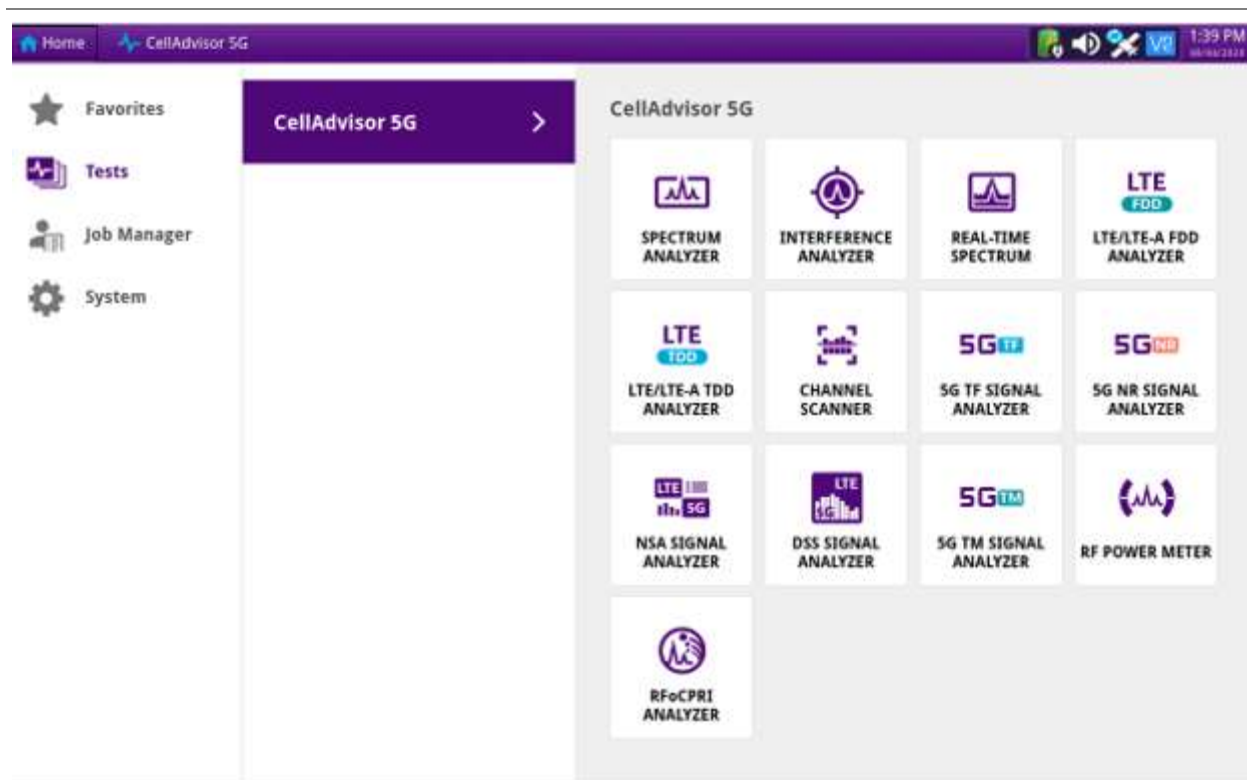 Home
CellAdvisor 5G
1:39 PM
Favorites
Tests
Job Manager
System
CellAdvisor 5G
CellAdvisor 5G
SPECTRUM
ANALYZER
INTERFERENCE
ANALYZER
REAL-TIME
SPECTRUM
LTE
FDD
LTE/LTE-A FDD
ANALYZER
LTE
TDD
LTE/LTE-A TDD
ANALYZER
CHANNEL
SCANNER
5G TF
5G TF SIGNAL
ANALYZER
5G NR
5G NR SIGNAL
ANALYZER
LTE
5G
NSA SIGNAL
ANALYZER
LTE
5G
DSS SIGNAL
ANALYZER
5G TM
5G TM SIGNAL
ANALYZER
RF POWER METER
RFoCPRI
ANALYZER